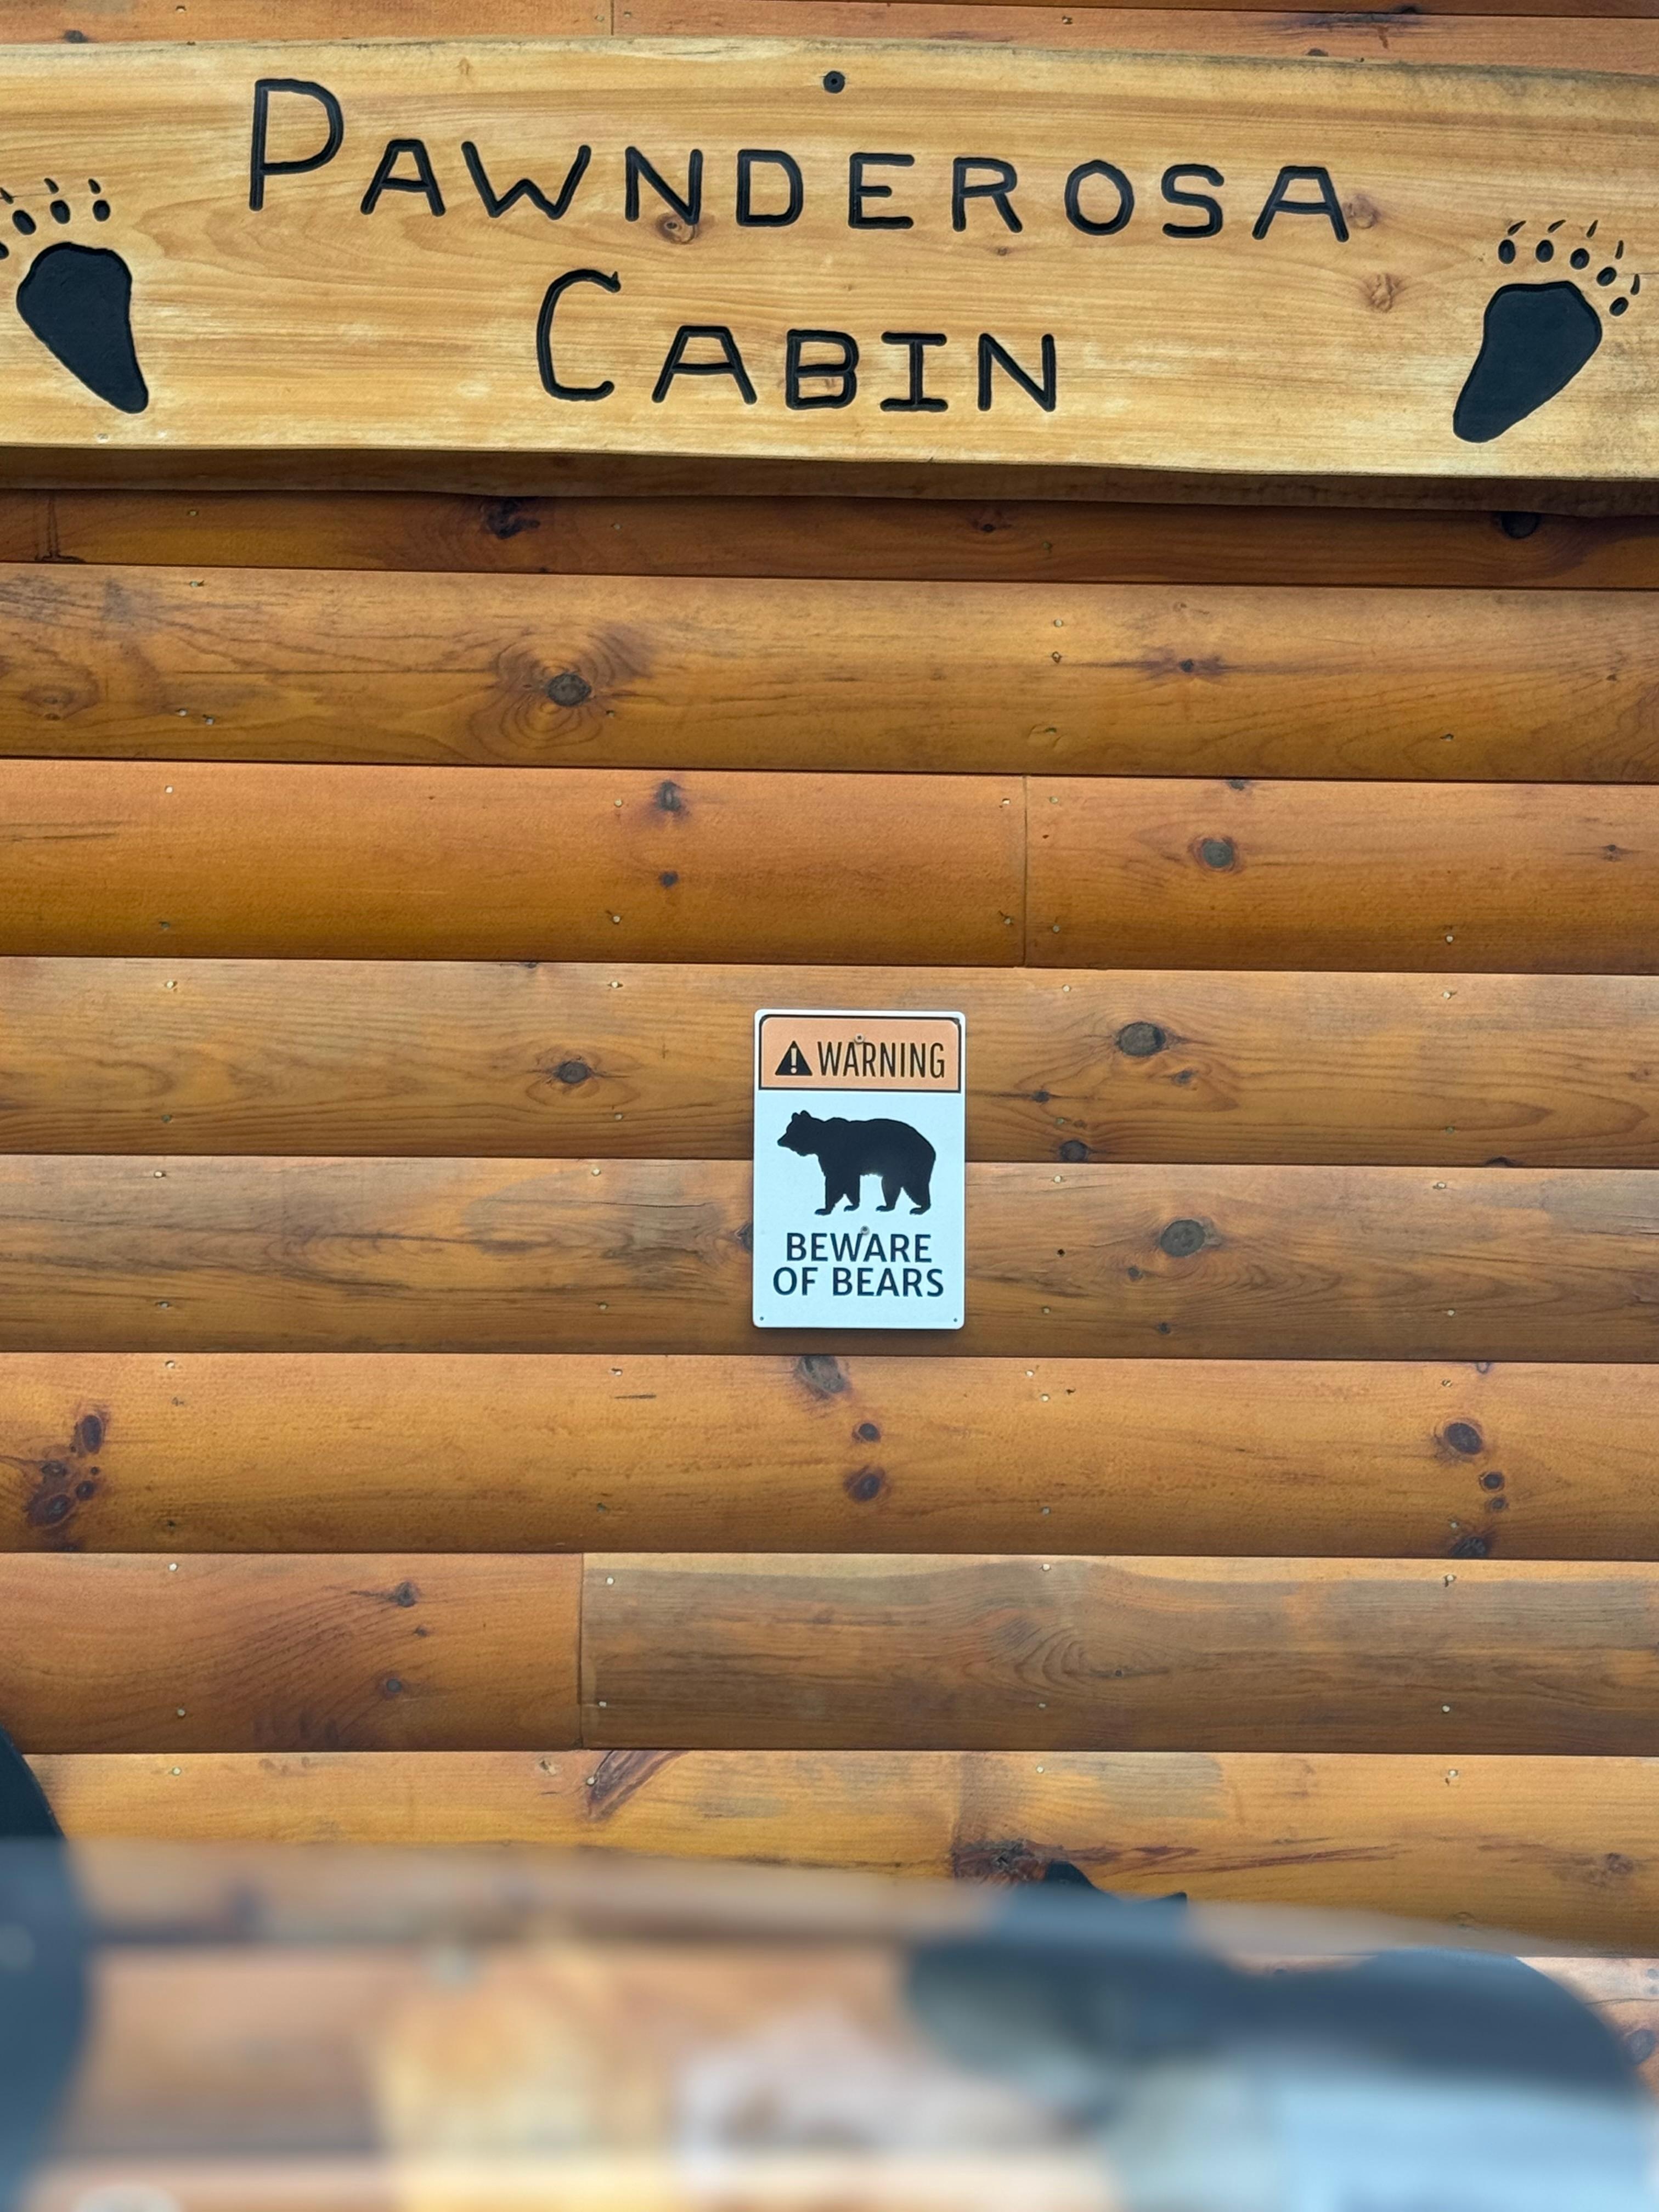 PAWNDEROSA
CABIN
WARNING
BEWARE
OF BEARS